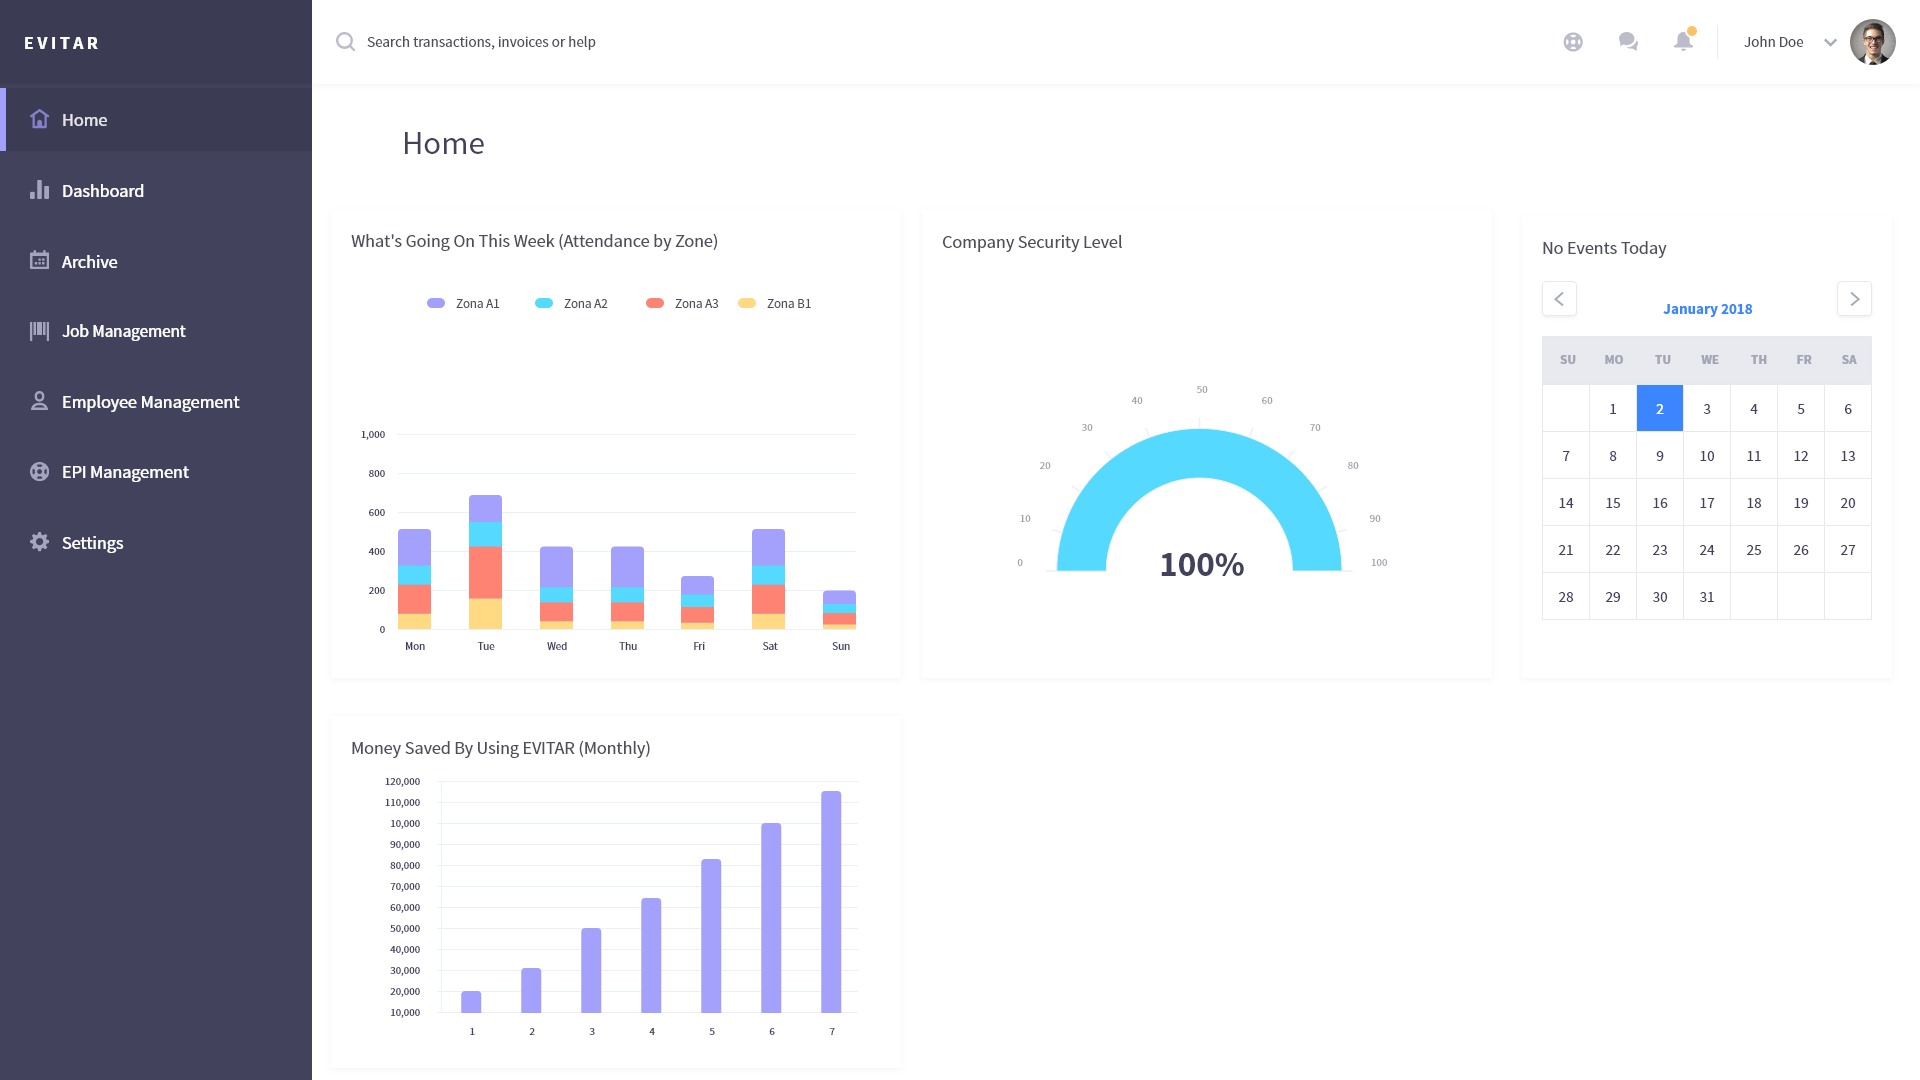 EVITAR
Search transactions, invoices or help
John Doe
Home
Dashboard
Archive
Job Management
Employee Management
EPI Management
Settings
Home
What's Going On This Week (Attendance by Zone)
Zona A1 Zona A2 Zona A3 Zona B1
1,000
800
600
400
200
0
Mon Tue Wed Thu Fri Sat Sun
Company Security Level
0 10 20 30 40 50 60 70 80 90 100
100%
No Events Today
January 2018
SU MO TU WE TH FR SA
1 2 3 4 5 6
7 8 9 10 11 12 13
14 15 16 17 18 19 20
21 22 23 24 25 26 27
28 29 30 31
Money Saved By Using EVITAR (Monthly)
120,000
110,000
10,000
90,000
80,000
70,000
60,000
50,000
40,000
30,000
20,000
10,000
1 2 3 4 5 6 7